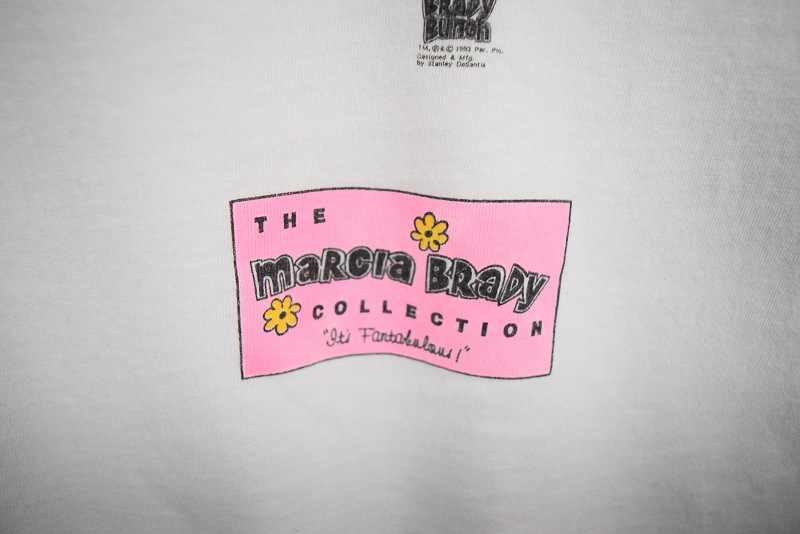 BRADY
BUNCH
TM, ® & © 1993 Par. Pic.
Designed & Mfg.
by Stanley DeSantis
THE
MaRCIa BRaDY
COLLECTION
"It's Fantabulous!"